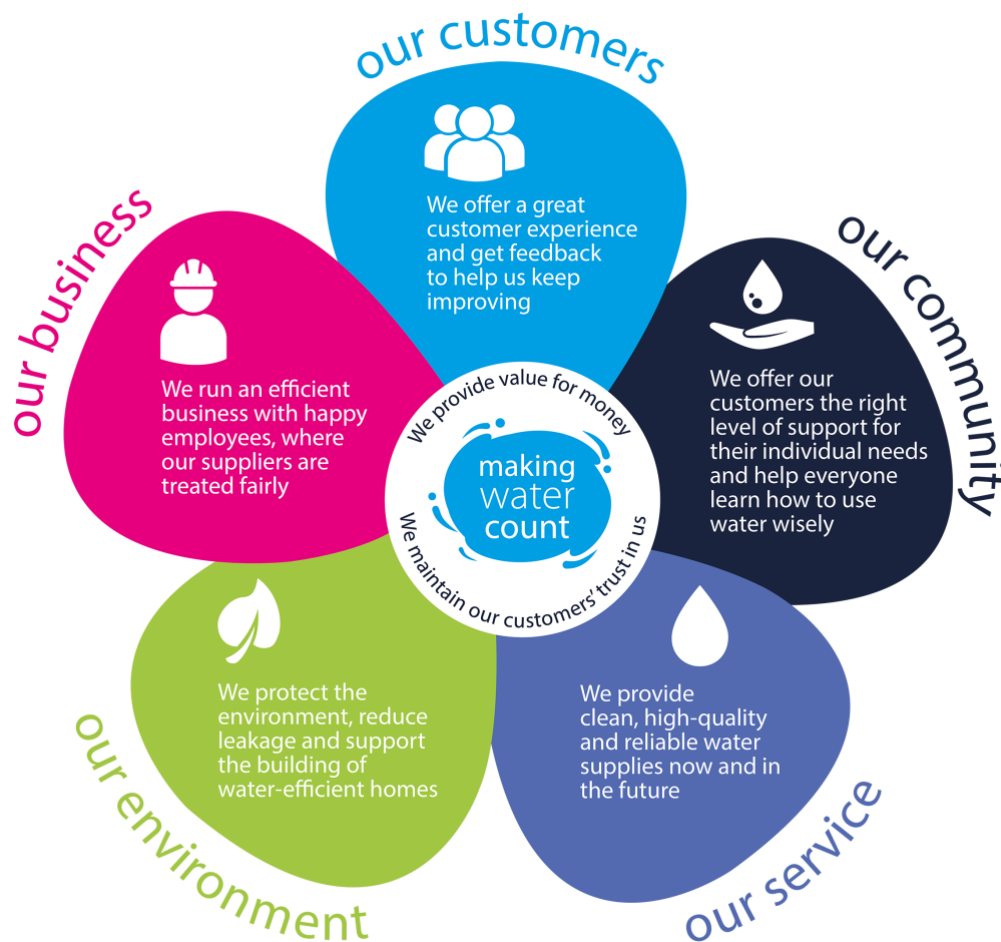 our customers
We offer a great
customer experience
and get feedback
to help us keep
improving
our community
We offer our
customers the right
level of support for
their individual needs
and help everyone
learn how to use
water wisely
our service
We provide
clean, high-quality
and reliable water
supplies now and in
the future
our environment
We protect the
environment, reduce
leakage and support
the building of
water-efficient homes
our business
We run an efficient
business with happy
employees, where
our suppliers are
treated fairly
We provide value for money
making
water
count
We maintain our customers’ trust in us